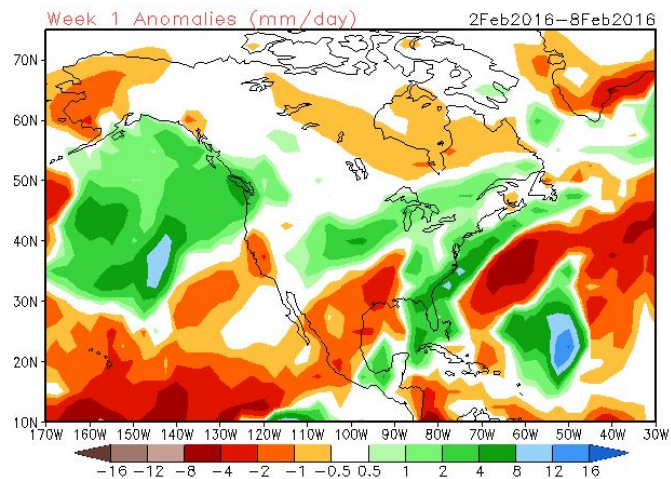 Week 1 Anomalies (mm/day) 2Feb2016-8Feb2016
70N
60N
50N
40N
30N
20N
10N
170W 160W 150W 140W 130W 120W 110W 100W 90W 80W 70W 60W 50W 40W 30W
-16 -12 -8 -4 -2 -1 -0.5 0.5 1 2 4 8 12 16